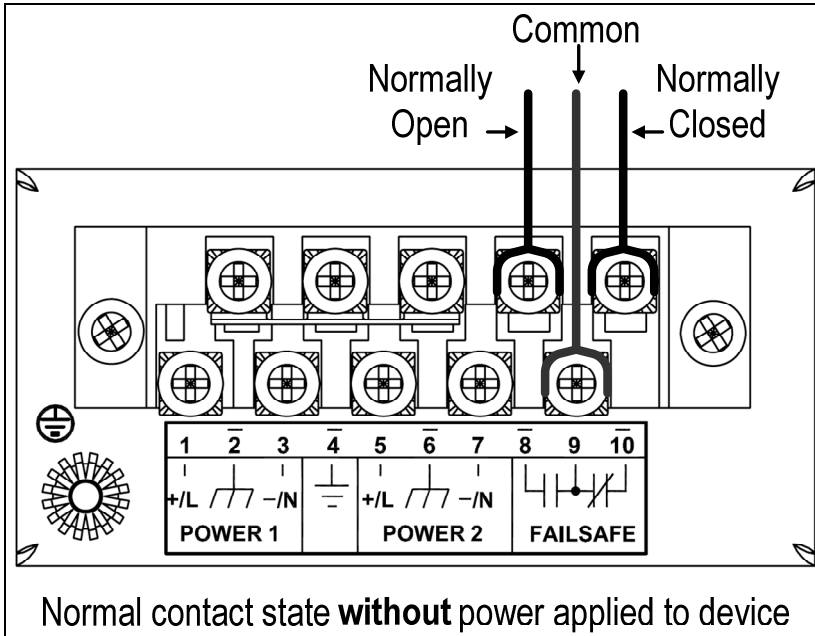 Common
Normally Normally
Open Closed
1 2 3 4 5 6 7 8 9 10
+/L −/N +/L −/N
POWER 1 POWER 2 FAILSAFE
Normal contact state without power applied to device